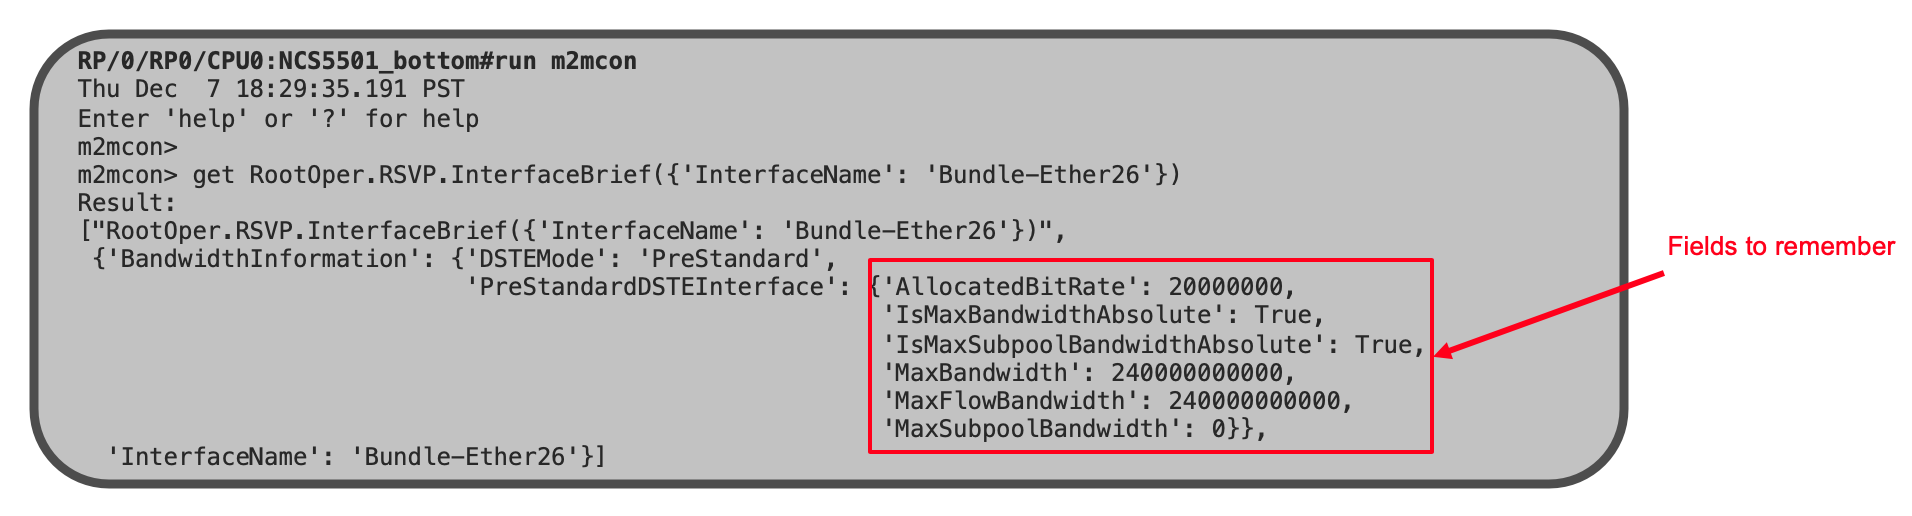 RP/0/RP0/CPU0:NCS5501_bottom#run m2mcon
Thu Dec  7 18:29:35.191 PST
Enter 'help' or '?' for help
m2mcon>
m2mcon> get RootOper.RSVP.InterfaceBrief({'InterfaceName': 'Bundle-Ether26'})
Result:
["RootOper.RSVP.InterfaceBrief({'InterfaceName': 'Bundle-Ether26'})",
{'BandwidthInformation': {'DSTEMode': 'PreStandard',
'PreStandardDSTEInterface': {'AllocatedBitRate': 20000000,
'IsMaxBandwidthAbsolute': True,
'IsMaxSubpoolBandwidthAbsolute': True,
'MaxBandwidth': 240000000000,
'MaxFlowBandwidth': 240000000000,
'MaxSubpoolBandwidth': 0}},
'InterfaceName': 'Bundle-Ether26'}]
Fields to remember